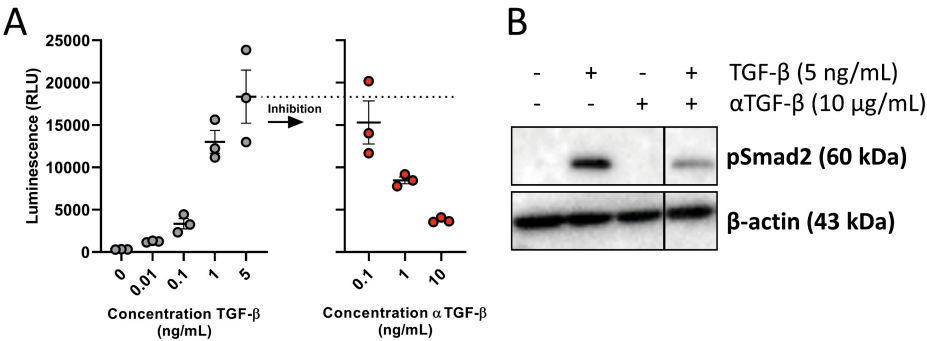 A
Luminescence (RLU)
25000
20000
15000
10000
5000
0
Inhibition
0 0.01 0.1 1 5
0.1 1 10
Concentration TGF-β
(ng/mL)
Concentration α TGF-β
(ng/mL)
B
- + - + TGF-β (5 ng/mL)
- - + + αTGF-β (10 µg/mL)
pSmad2 (60 kDa)
β-actin (43 kDa)